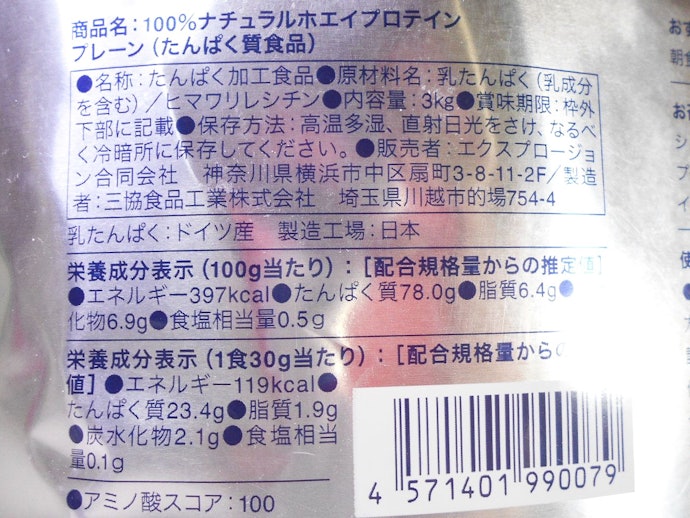 商品名：100％ナチュラルホエイプロテイン
プレーン（たんぱく質食品）
●名称：たんぱく加工食品●原材料名：乳たんぱく（乳成分
を含む）／ヒマワリレシチン●内容量：3kg●賞味期限：枠外
下部に記載●保存方法：高温多湿、直射日光をさけ、なるべ
く冷暗所に保存してください。●販売者：エクスプロージョ
ン合同会社　神奈川県横浜市中区扇町3-8-11-2F／製造
者：三協食品工業株式会社　埼玉県川越市的場754-4
乳たんぱく：ドイツ産　製造工場：日本
栄養成分表示（100g当たり）：［配合規格量からの推定値］
●エネルギー397kcal●たんぱく質78.0g●脂質6.4g●
化物6.9g●食塩相当量0.5g
栄養成分表示（1食30g当たり）：［配合規格量からの
値］●エネルギー119kcal●
たんぱく質23.4g●脂質1.9g
●炭水化物2.1g●食塩相当
量0.1g
●アミノ酸スコア：100
4 571401 990079
お
朝食
お
シ
プ
イ
使